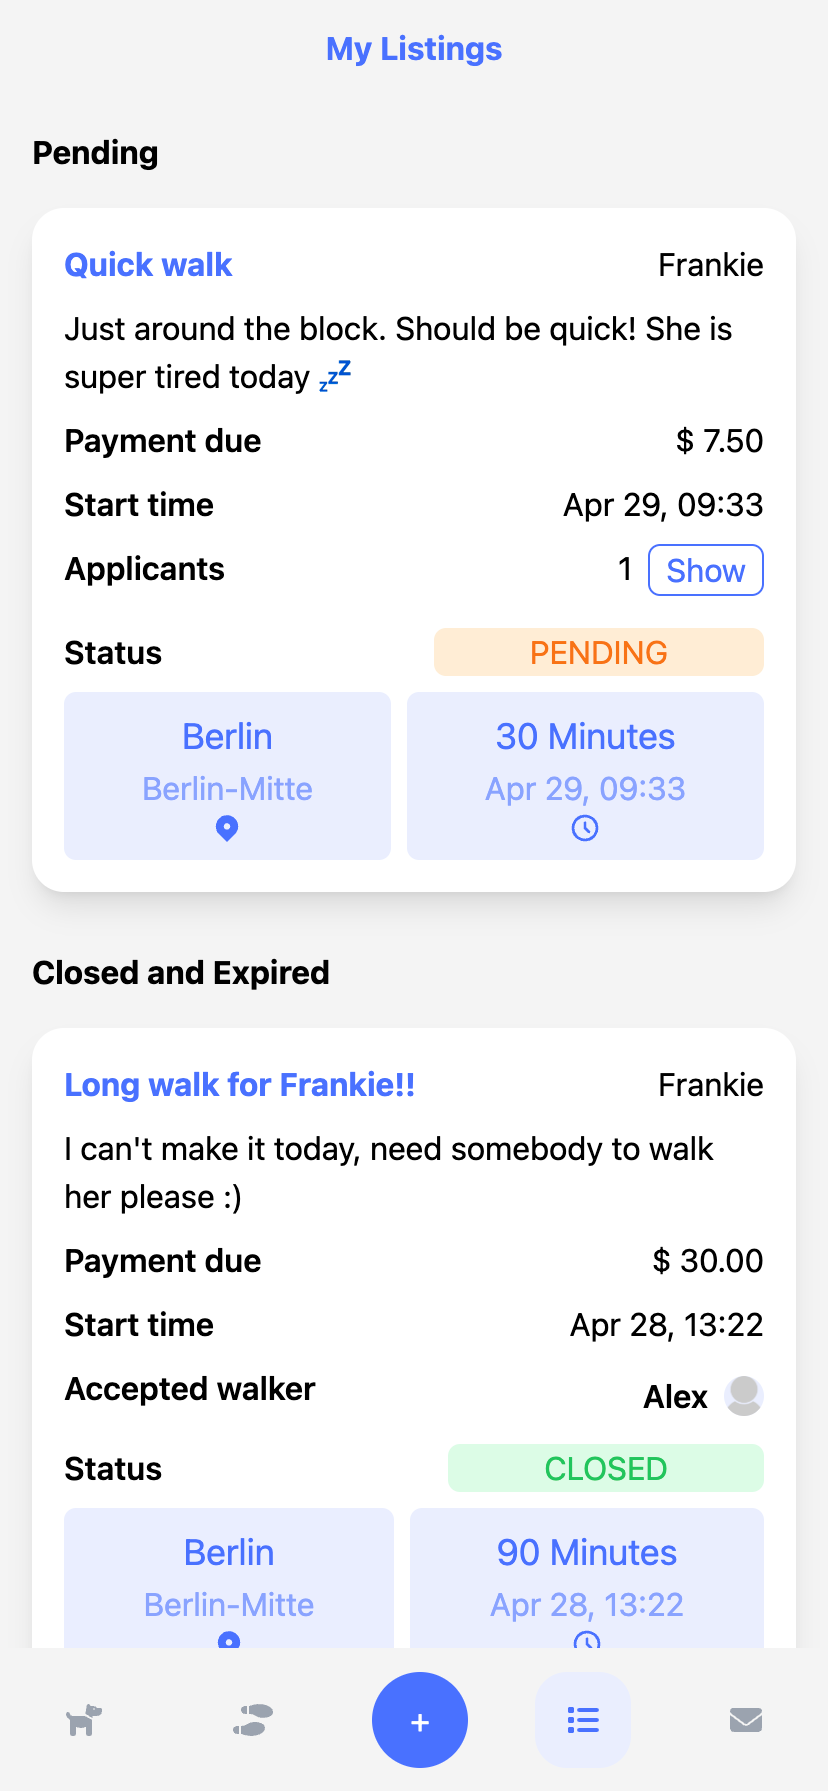 My Listings
Pending
Quick walk
Frankie
Just around the block. Should be quick! She is
super tired today 💤
Payment due
$ 7.50
Start time
Apr 29, 09:33
Applicants
1 Show
Status
PENDING
Berlin
Berlin-Mitte
30 Minutes
Apr 29, 09:33
Closed and Expired
Long walk for Frankie!!
Frankie
I can't make it today, need somebody to walk
her please :)
Payment due
$ 30.00
Start time
Apr 28, 13:22
Accepted walker
Alex
Status
CLOSED
Berlin
Berlin-Mitte
90 Minutes
Apr 28, 13:22
+